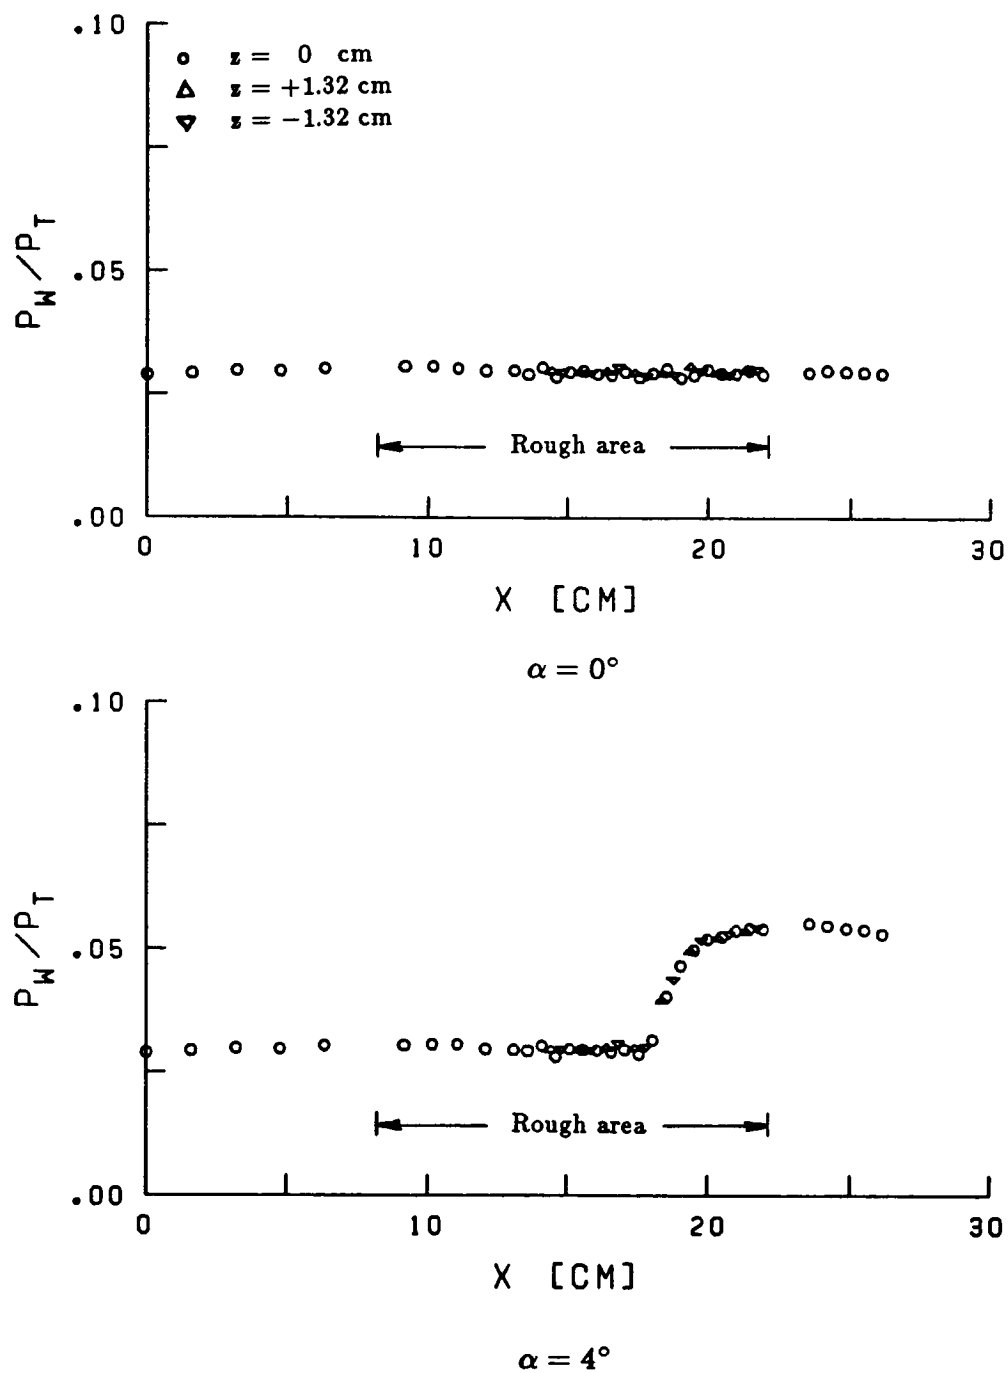 .10
○ z = 0 cm
△ z = +1.32 cm
▽ z = −1.32 cm
P_W/P_T
.05
Rough area
.00
0 10 20 30
X [CM]
α = 0°
.10
P_W/P_T
.05
Rough area
.00
0 10 20 30
X [CM]
α = 4°